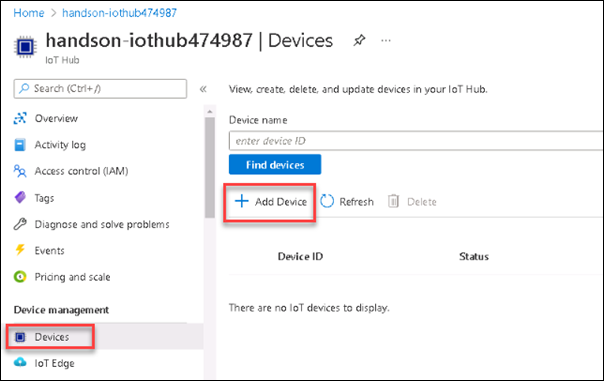 Home > handson-iothub474987
handson-iothub474987 | Devices ...
IoT Hub
Search (Ctrl+/) «
Overview
Activity log
Access control (IAM)
Tags
Diagnose and solve problems
Events
Pricing and scale
Device management
Devices
IoT Edge
View, create, delete, and update devices in your IoT Hub.
Device name
enter device ID
Find devices
+ Add Device Refresh Delete
Device ID Status
There are no IoT devices to display.